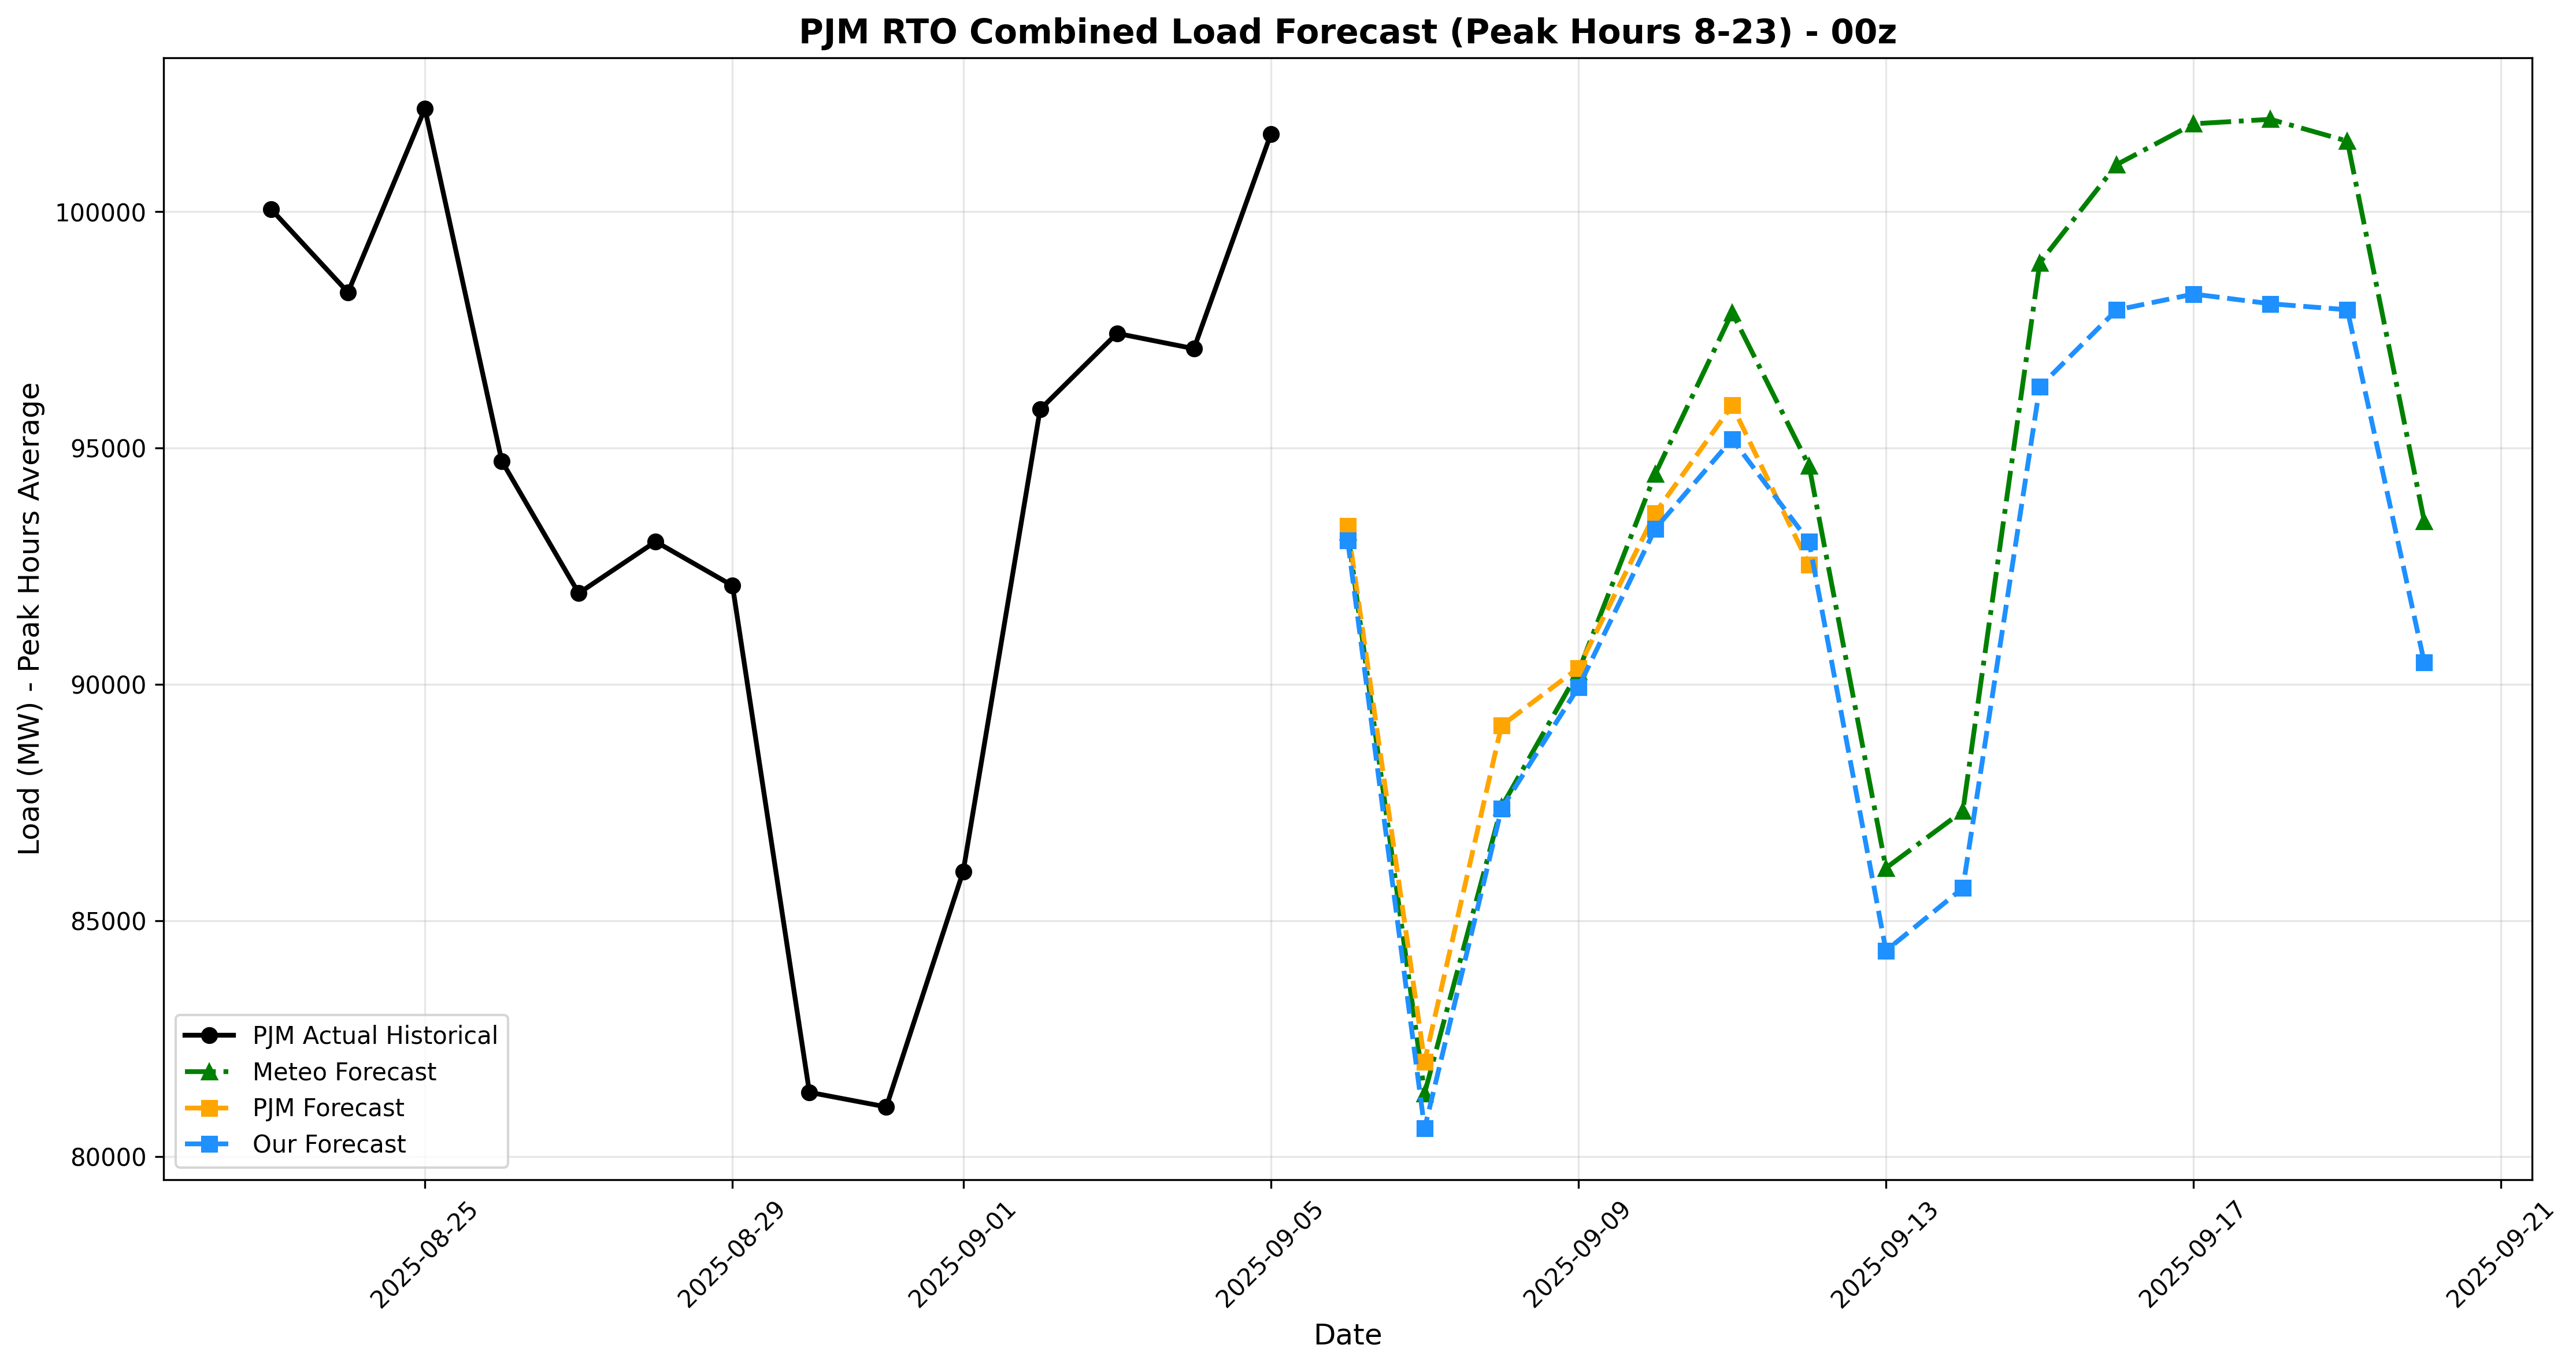 PJM RTO Combined Load Forecast (Peak Hours 8-23) - 00z
Load (MW) - Peak Hours Average
100000
95000
90000
85000
80000
PJM Actual Historical
Meteo Forecast
PJM Forecast
Our Forecast
2025-08-25
2025-08-29
2025-09-01
2025-09-05
2025-09-09
2025-09-13
2025-09-17
2025-09-21
Date